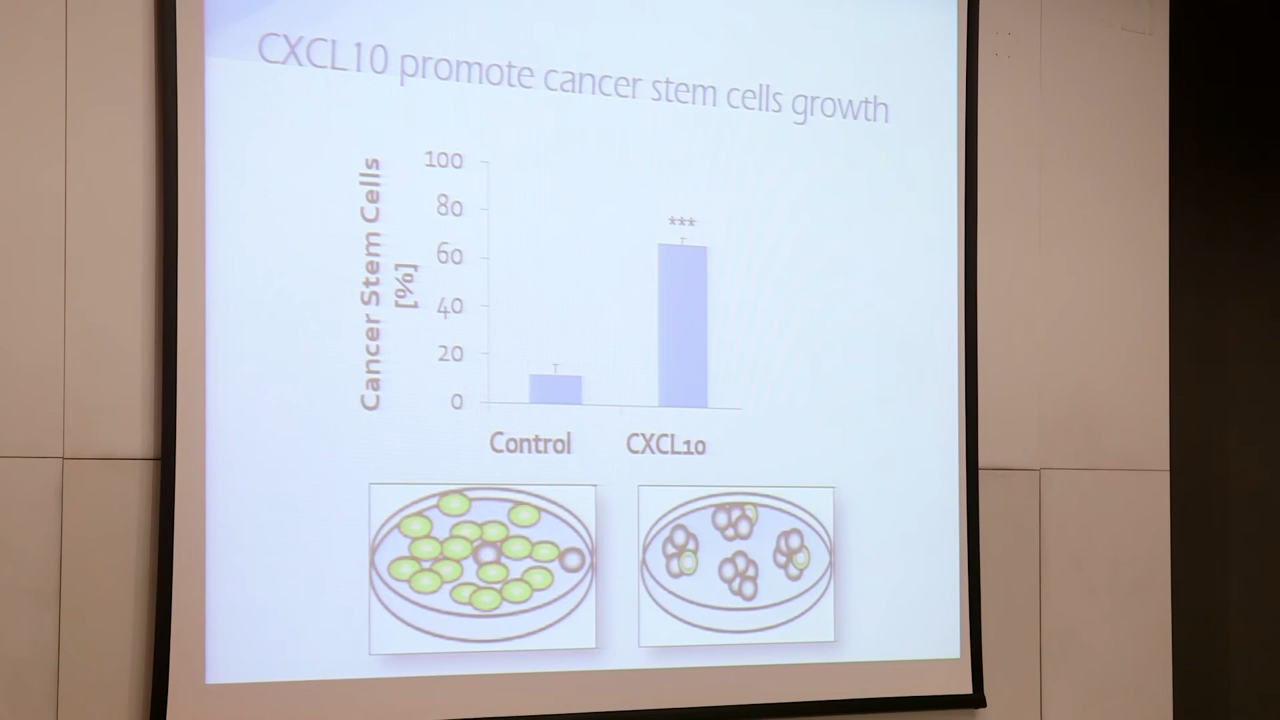 CXCL10 promote cancer stem cells growth
Cancer Stem Cells
[%]
100
80
60
40
20
0
***
Control
CXCL10